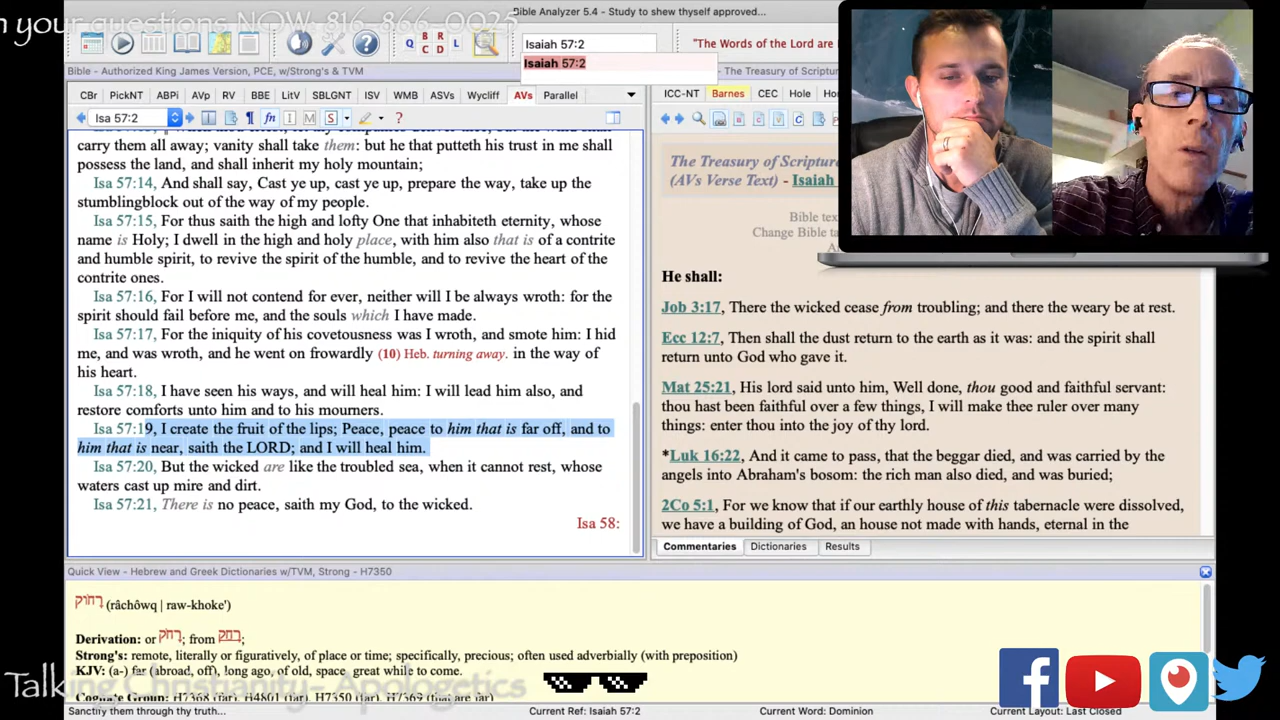 n your questions NOW: 816-866-0025
Bible Analyzer 5.4 - Study to shew thyself approved...
Q B R L
C D
Isaiah 57:2
"The Words of the Lord are
Isaiah 57:2
Bible - Authorized King James Version, PCE, w/Strong's & TVM
- The Treasury of Scriptur
CBr PickNT ABPi AVp RV BBE LitV SBLGNT ISV WMB ASV Wycliff AVs Parallel
ICC-NT Barnes CEC Hole Ho
Isa 57:2
carry them all away; vanity shall take them: but he that putteth his trust in me shall
possess the land, and shall inherit my holy mountain;
Isa 57:14, And shall say, Cast ye up, cast ye up, prepare the way, take up the
stumblingblock out of the way of my people.
Isa 57:15, For thus saith the high and lofty One that inhabiteth eternity, whose
name is Holy; I dwell in the high and holy place, with him also that is of a contrite
and humble spirit, to revive the spirit of the humble, and to revive the heart of the
contrite ones.
Isa 57:16, For I will not contend for ever, neither will I be always wroth: for the
spirit should fail before me, and the souls which I have made.
Isa 57:17, For the iniquity of his covetousness was I wroth, and smote him: I hid
me, and was wroth, and he went on frowardly (10) Heb. turning away. in the way of
his heart.
Isa 57:18, I have seen his ways, and will heal him: I will lead him also, and
restore comforts unto him and to his mourners.
Isa 57:19, I create the fruit of the lips; Peace, peace to him that is far off, and to
him that is near, saith the LORD; and I will heal him.
Isa 57:20, But the wicked are like the troubled sea, when it cannot rest, whose
waters cast up mire and dirt.
Isa 57:21, There is no peace, saith my God, to the wicked.
Isa 58:
The Treasury of Scripture
(AVs Verse Text) - Isaiah
Bible tex
Change Bible ta
He shall:
Job 3:17, There the wicked cease from troubling; and there the weary be at rest.
Ecc 12:7, Then shall the dust return to the earth as it was: and the spirit shall
return unto God who gave it.
Mat 25:21, His lord said unto him, Well done, thou good and faithful servant:
thou hast been faithful over a few things, I will make thee ruler over many
things: enter thou into the joy of thy lord.
*Luk 16:22, And it came to pass, that the beggar died, and was carried by the
angels into Abraham's bosom: the rich man also died, and was buried;
2Co 5:1, For we know that if our earthly house of this tabernacle were dissolved,
we have a building of God, an house not made with hands, eternal in the
Commentaries Dictionaries Results
Quick View - Hebrew and Greek Dictionaries w/TVM, Strong - H7350
רָחוֹק (râchôwq | raw-khoke')
Derivation: or רָחֹק; from רָחַק;
Strong's: remote, literally or figuratively, of place or time; specifically, precious; often used adverbially (with preposition)
KJV: (a-) far (abroad, off), long ago, of old, space, great while to come.
Cognate Group: H7368 (far), H4801 (far), H7350 (far), H7369 (that are far)
Talking Christianity- Apologetics
Sanctify them through thy truth...
Current Ref: Isaiah 57:2
Current Word: Dominion
Current Layout: Last Closed